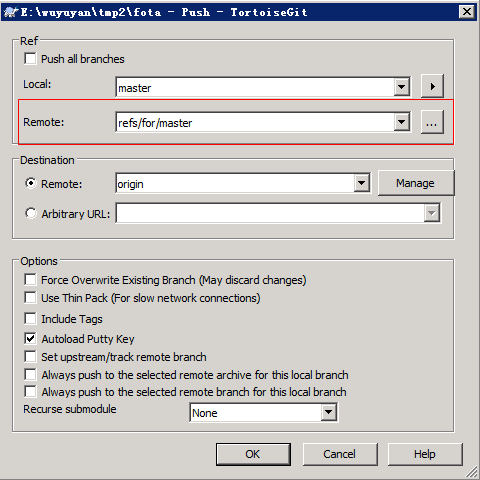 E:\wuyuyan\tmp2\fota - Push - TortoiseGit
Ref
Push all branches
Local: master
Remote: refs/for/master ...
Destination
Remote: origin Manage
Arbitrary URL:
Options
Force Overwrite Existing Branch (May discard changes)
Use Thin Pack (For slow network connections)
Include Tags
Autoload Putty Key
Set upstream/track remote branch
Always push to the selected remote archive for this local branch
Always push to the selected remote branch for this local branch
Recurse submodule None
OK Cancel Help